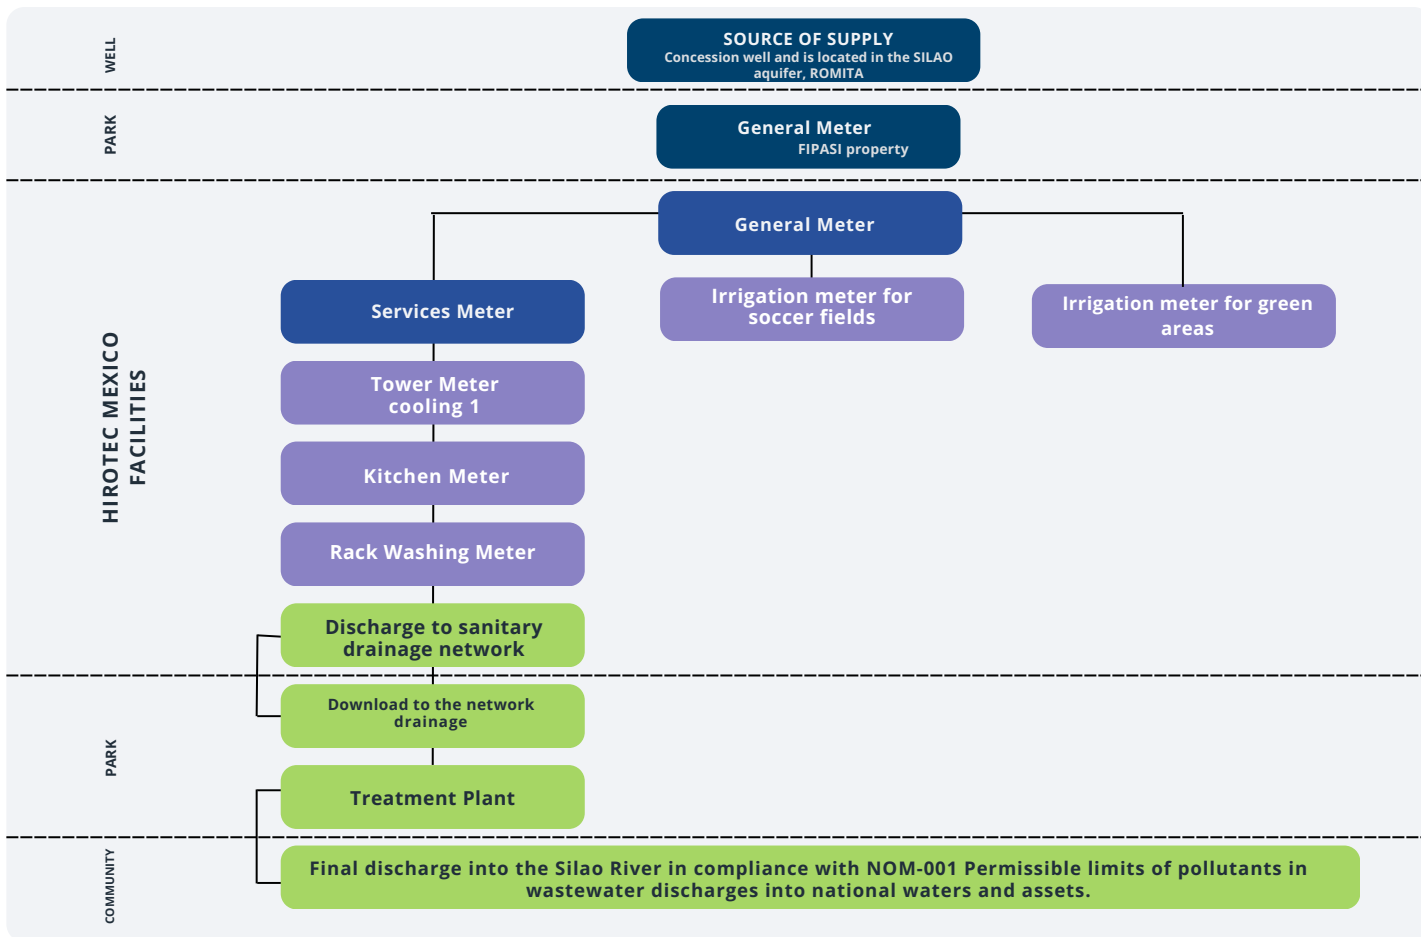 WELL
SOURCE OF SUPPLY
Concession well and is located in the SILAO
aquifer, ROMITA
PARK
General Meter
FIPASI property
HIROTEC MEXICO
FACILITIES
General Meter
Services Meter
Irrigation meter for
soccer fields
Irrigation meter for green
areas
Tower Meter
cooling 1
Kitchen Meter
Rack Washing Meter
Discharge to sanitary
drainage network
PARK
Download to the network
drainage
Treatment Plant
COMMUNITY
Final discharge into the Silao River in compliance with NOM-001 Permissible limits of pollutants in
wastewater discharges into national waters and assets.